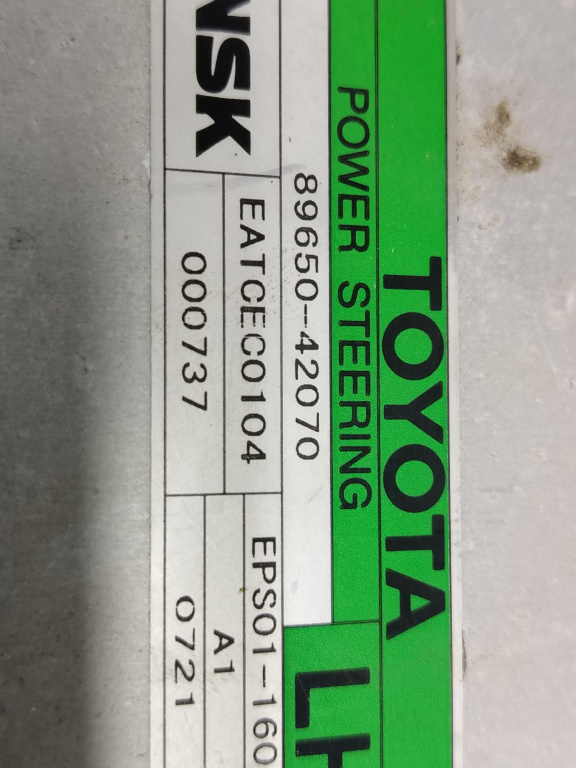 TOYOTA
POWER STEERING
89650-42070
LH
NSK
EATCEC0104
000737
EPS01-160
A1
0721